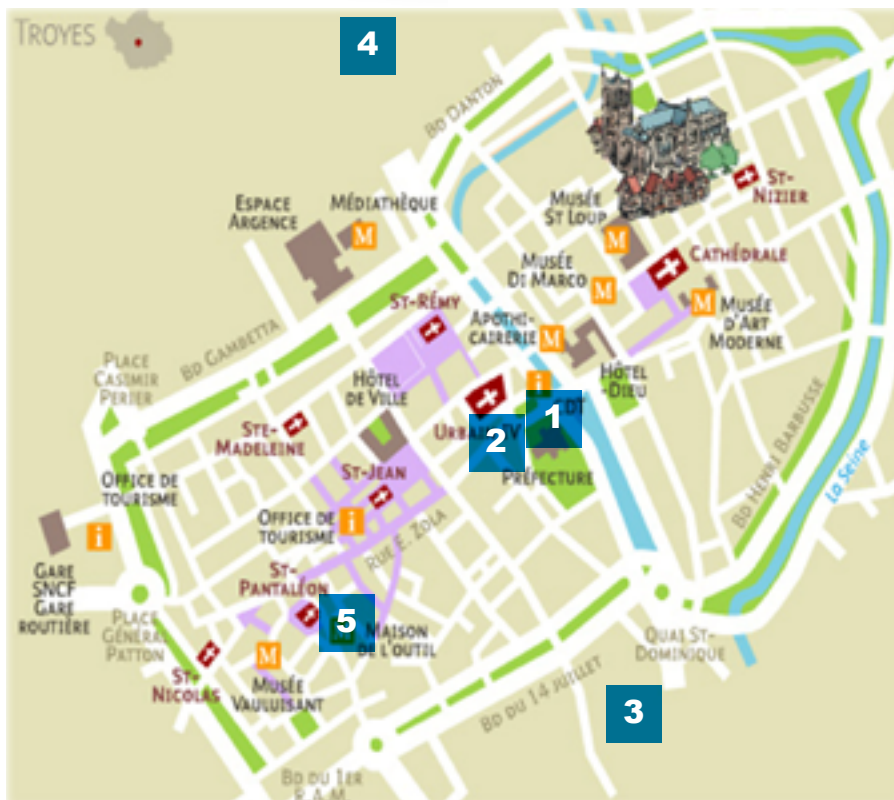 TROYES
4
BD DANTON
ESPACE
ARGENCE
MÉDIATHÈQUE
M
MUSÉE
ST LOUP
M
ST-
NIZIER
CATHÉDRALE
MUSÉE
DI MARCO
M
M
MUSÉE
D'ART
MODERNE
ST-RÉMY
APOTHI-
CAIRERIE
M
BD GAMBETTA
PLACE
CASIMIR
PERIER
HÔTEL
DE VILLE
HÔTEL
-DIEU
i
CDT
1
2
STE-
MADELEINE
PRÉFECTURE
ST-JEAN
OFFICE DE
TOURISME
i
OFFICE DE
TOURISME
i
RUE E. ZOLA
BD HENRI BARBUSSE
La Seine
GARE
SNCF
GARE
ROUTIÈRE
ST-
PANTALÉON
5
MAISON
DE L'OUTIL
PLACE
GÉNÉRAL
PATTON
ST-
NICOLAS
M
MUSÉE
VAULUISANT
QUAI ST-
DOMINIQUE
BD DU 14 JUILLET
3
BD DU 1ER
R.A.M.